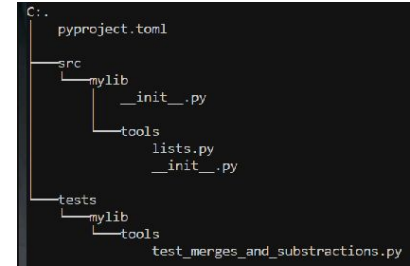 C:.
pyproject.toml
src
mylib
__init__.py
tools
lists.py
__init__.py
tests
mylib
tools
test_merges_and_substractions.py